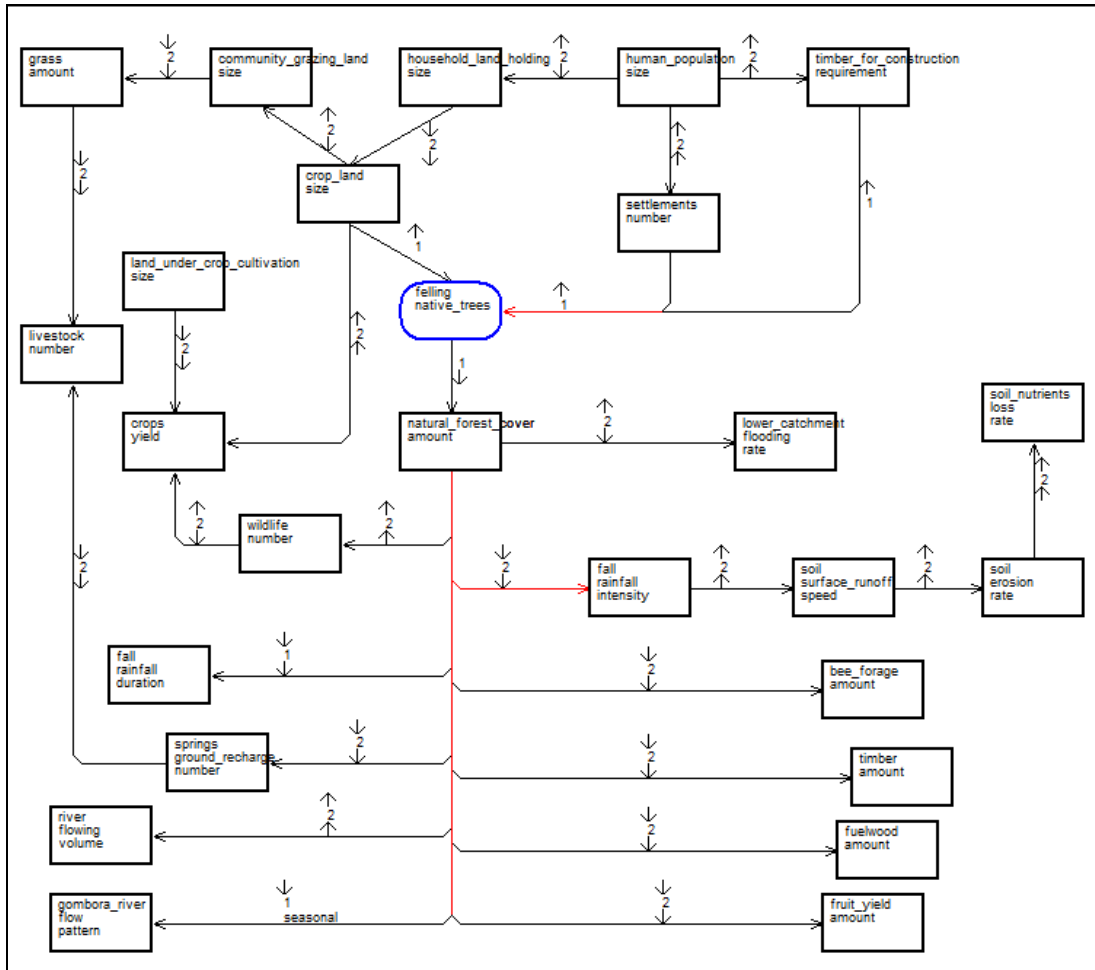 grass
amount
2
community_grazing_land
size
household_land_holding
size
2
human_population
size
2
timber_for_construction
requirement
2
2
2
2
crop_land
size
settlements
number
1
1
land_under_crop_cultivation
size
felling
native_trees
1
livestock
number
2
2
1
crops
yield
natural_forest_cover
amount
2
lower_catchment
flooding
rate
soil_nutrients
loss
rate
2
wildlife
number
2
2
2
fall
rainfall
intensity
2
soil
surface_runoff
speed
2
soil
erosion
rate
2
fall
rainfall
duration
1
2
bee_forage
amount
springs
ground_recharge
number
2
2
timber
amount
river
flowing
volume
2
2
fuelwood
amount
gombora_river
flow
pattern
1
seasonal
2
fruit_yield
amount